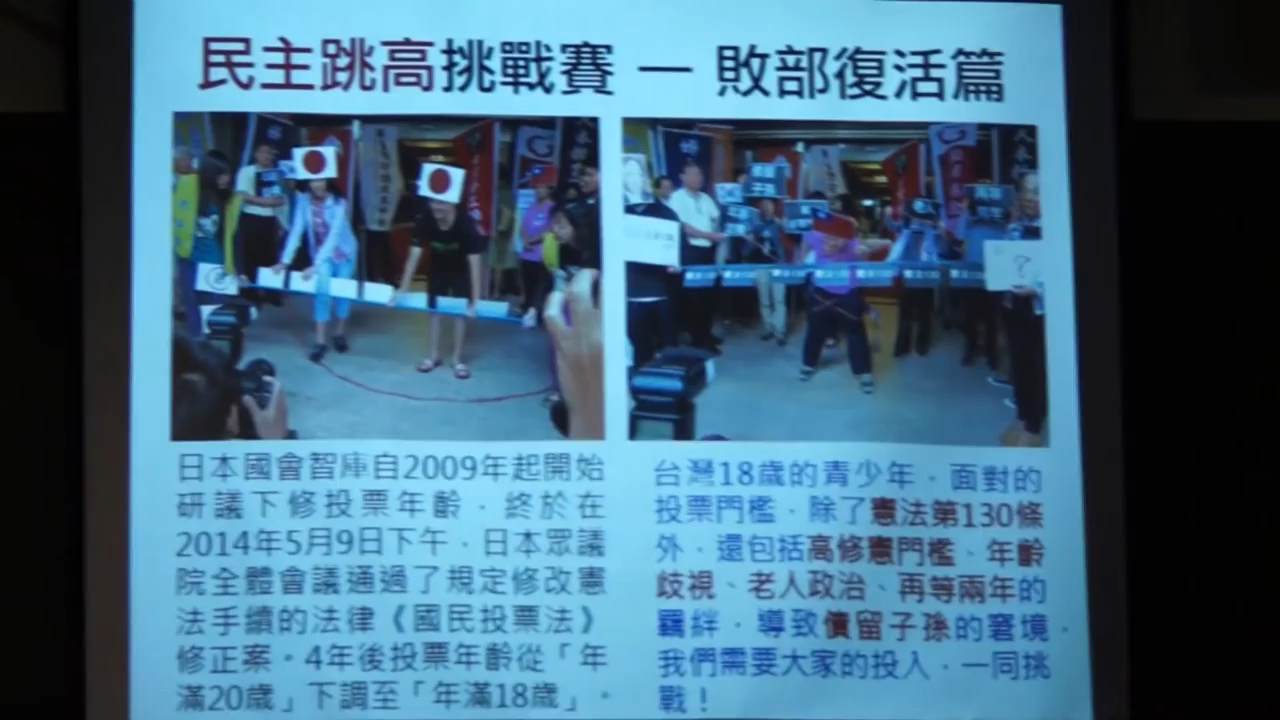 民主跳高挑戰賽 — 敗部復活篇
日本國會智庫自2009年起開始
研議下修投票年齡，終於在
2014年5月9日下午，日本眾議
院全體會議通過了規定修改憲
法手續的法律《國民投票法》
修正案。4年後投票年齡從「年
滿20歲」下調至「年滿18歲」。
台灣18歲的青少年，面對的
投票門檻，除了憲法第130條
外，還包括高修憲門檻、年齡
歧視、老人政治、再等兩年的
羈絆，導致債留子孫的窘境，
我們需要大家的投入，一同挑
戰！